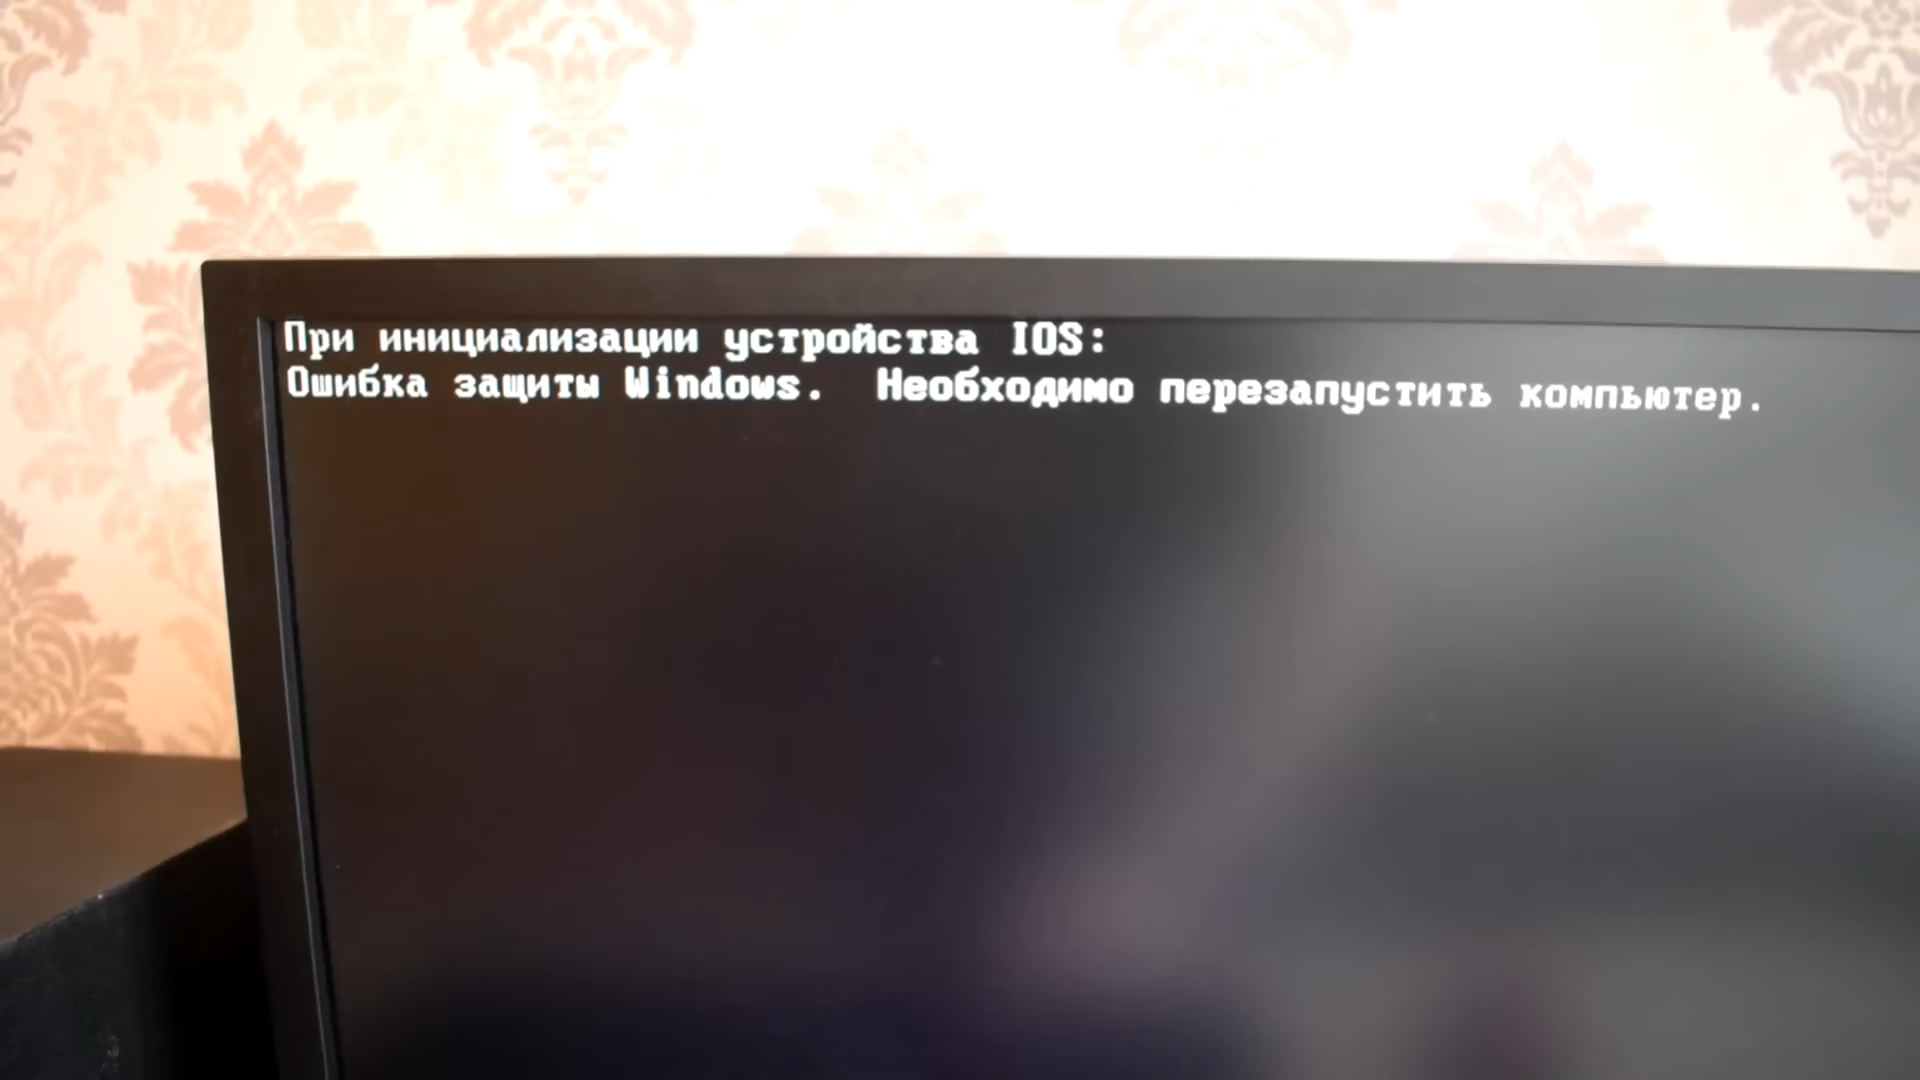 При инициализации устройства IOS:
Ошибка защиты Windows.  Необходимо перезапустить компьютер.